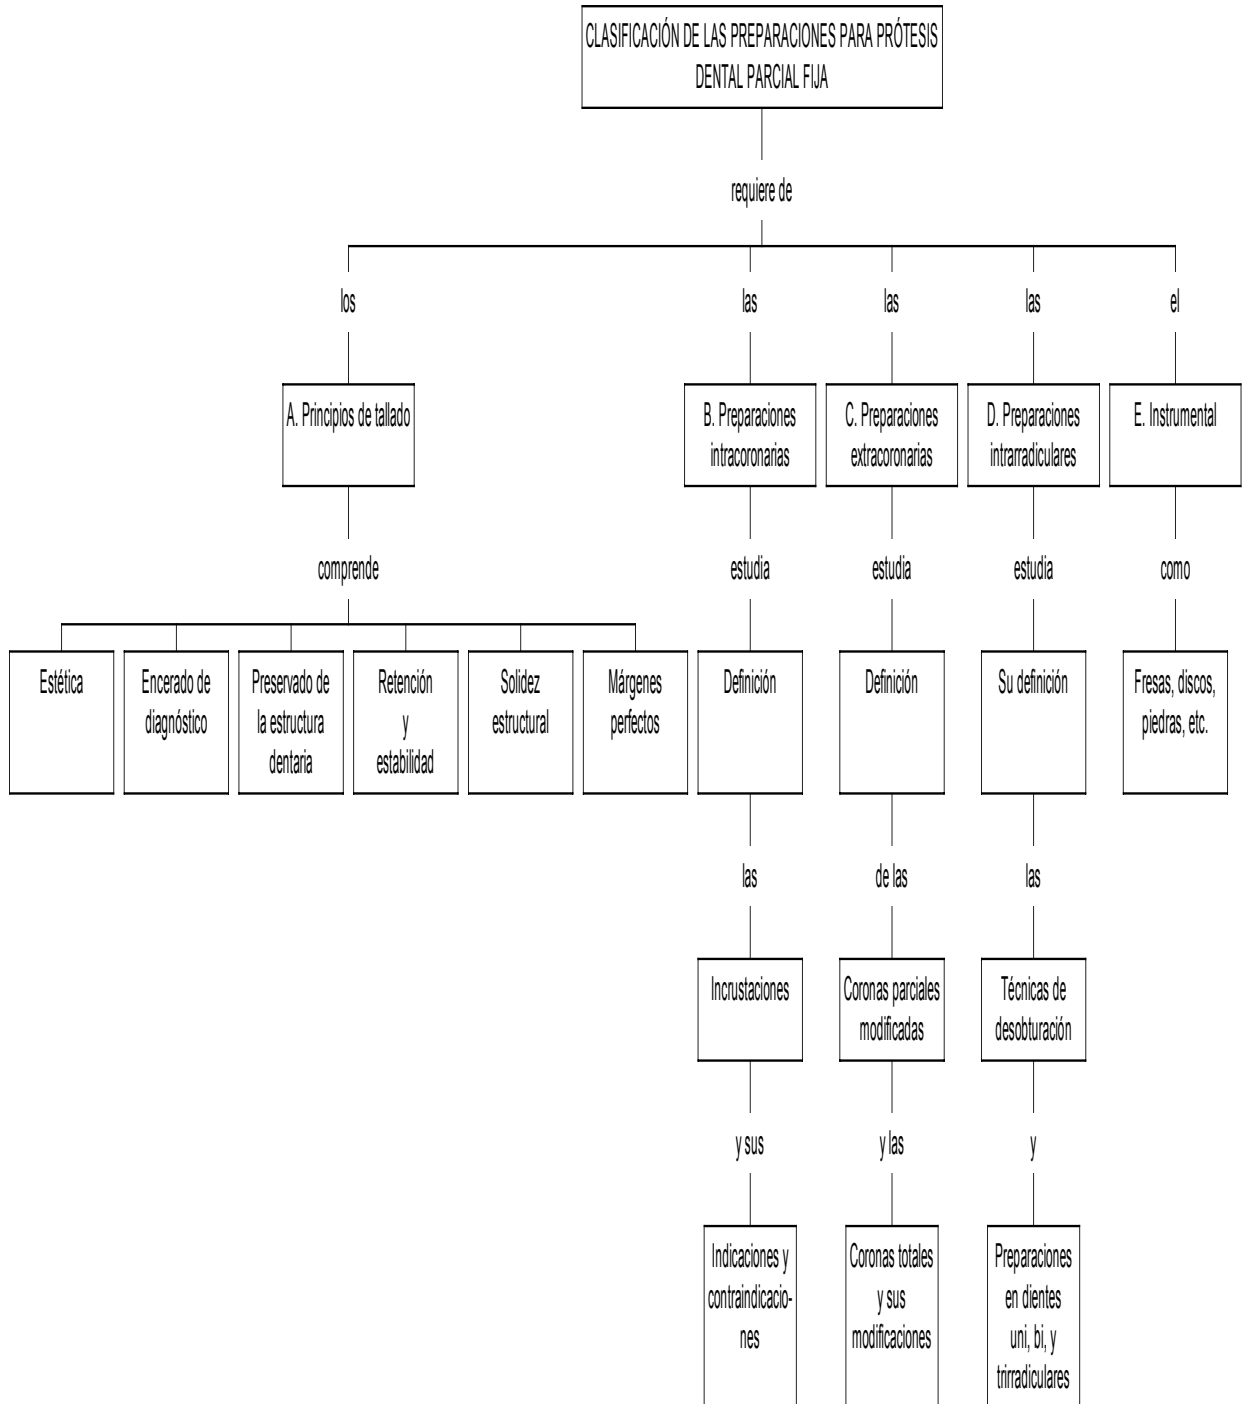 CLASIFICACIÓN DE LAS PREPARACIONES PARA PRÓTESIS
DENTAL PARCIAL FIJA
requiere de
los
las
las
las
el
A. Principios de tallado
B. Preparaciones
intracoronarias
C. Preparaciones
extracoronarias
D. Preparaciones
intrarradiculares
E. Instrumental
comprende
estudia
estudia
estudia
como
Estética
Encerado de
diagnóstico
Preservado de
la estructura
dentaria
Retención
y
estabilidad
Solidez
estructural
Márgenes
perfectos
Definición
Definición
Su definición
Fresas, discos,
piedras, etc.
las
de las
las
Incrustaciones
Coronas parciales
modificadas
Técnicas de
desobturación
y sus
y las
y
Indicaciones y
contraindicacio-
nes
Coronas totales
y sus
modificaciones
Preparaciones
en dientes
uni, bi, y
trirradiculares